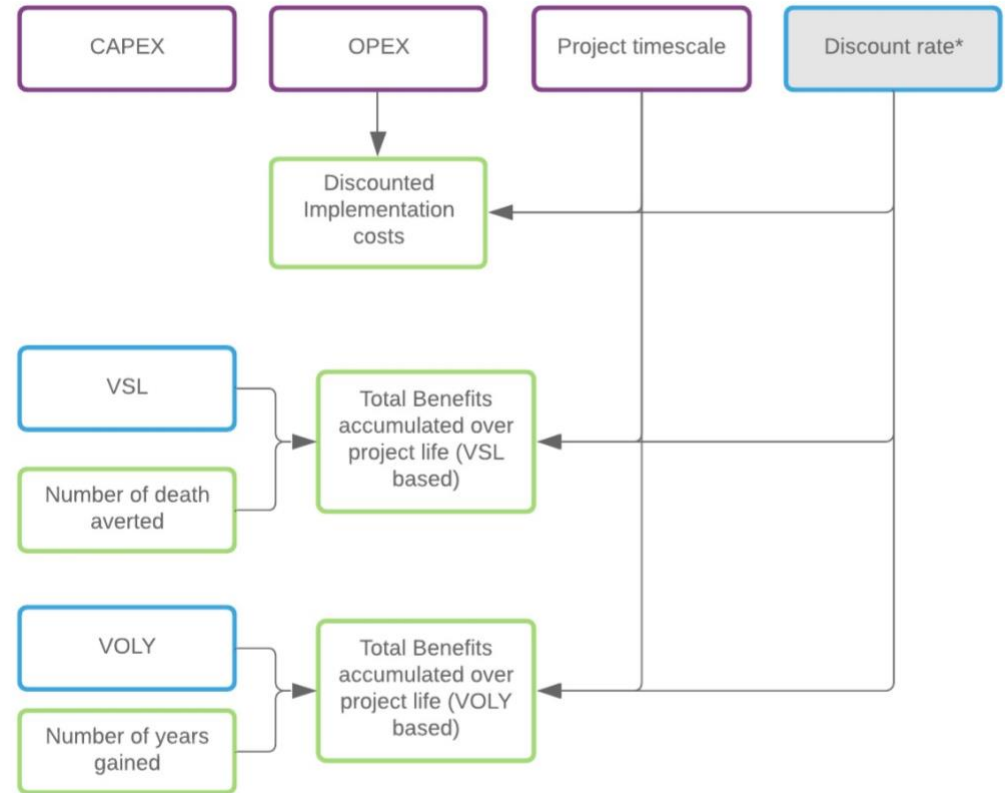 CAPEX
OPEX
Project timescale
Discount rate*
Discounted
Implementation
costs
VSL
Number of death
averted
Total Benefits
accumulated over
project life (VSL
based)
VOLY
Number of years
gained
Total Benefits
accumulated over
project life (VOLY
based)